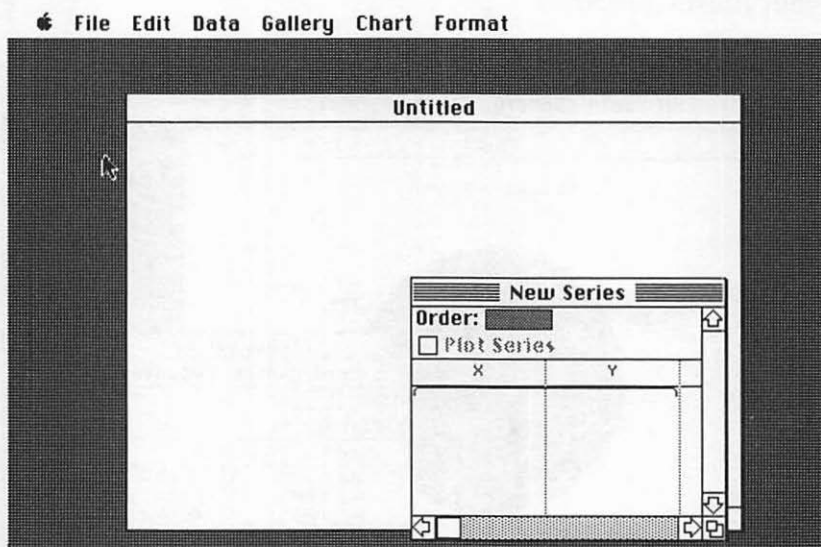 File Edit Data Gallery Chart Format
Untitled
New Series
Order:
Plot Series
X Y